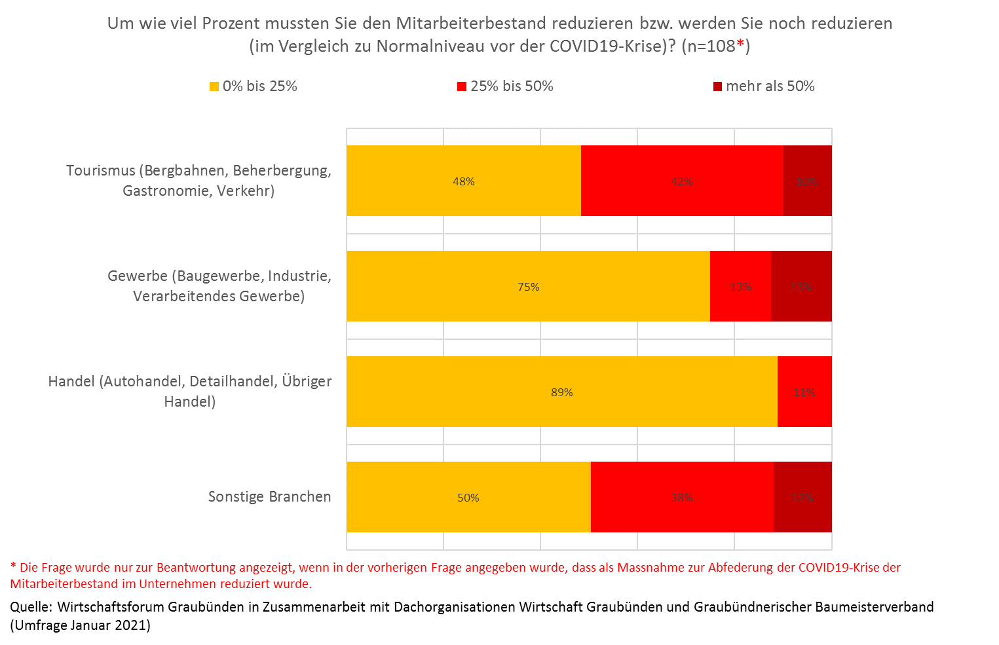 Um wie viel Prozent mussten Sie den Mitarbeiterbestand reduzieren bzw. werden Sie noch reduzieren
(im Vergleich zu Normalniveau vor der COVID19-Krise)? (n=108*)
0% bis 25%
25% bis 50%
mehr als 50%
Tourismus (Bergbahnen, Beherbergung,
Gastronomie, Verkehr)
48%
42%
10%
Gewerbe (Baugewerbe, Industrie,
Verarbeitendes Gewerbe)
75%
13%
13%
Handel (Autohandel, Detailhandel, Übriger
Handel)
89%
11%
Sonstige Branchen
50%
38%
12%
* Die Frage wurde nur zur Beantwortung angezeigt, wenn in der vorherigen Frage angegeben wurde, dass als Massnahme zur Abfederung der COVID19-Krise der
Mitarbeiterbestand im Unternehmen reduziert wurde.
Quelle: Wirtschaftsforum Graubünden in Zusammenarbeit mit Dachorganisationen Wirtschaft Graubünden und Graubündnerischer Baumeisterverband
(Umfrage Januar 2021)